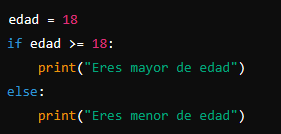 edad = 18
if edad >= 18:
    print("Eres mayor de edad")
else:
    print("Eres menor de edad")